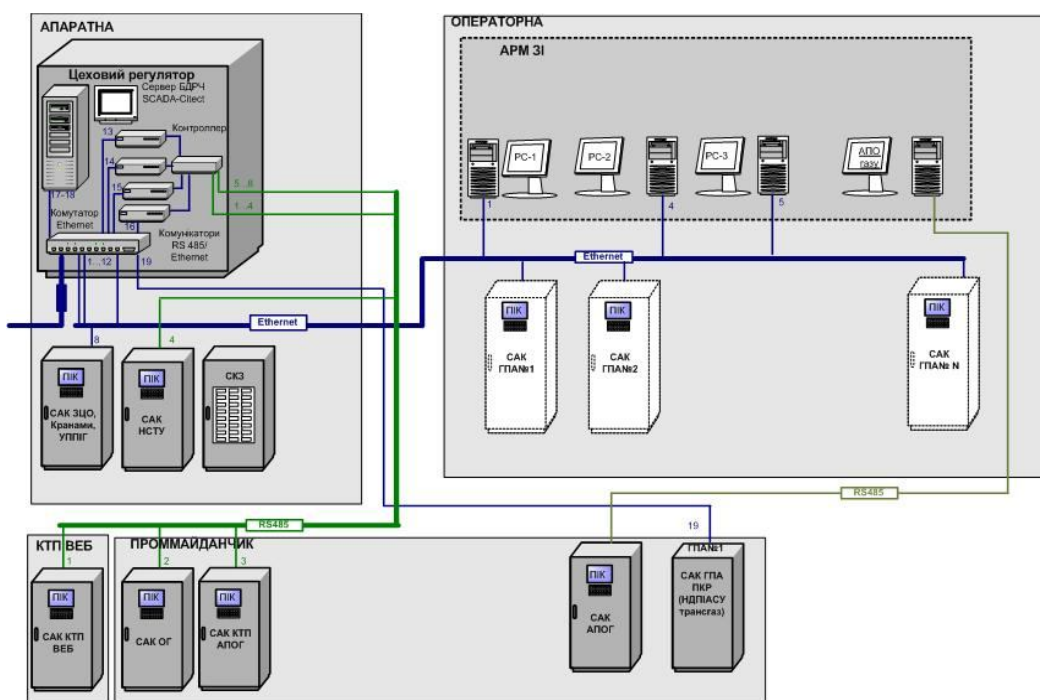 АПАРАТНА
Цеховий регулятор
Сервер БДРЧ
SCADA-Citect
Контроллер
13
14
15
16
17-18
Комутатор
Ethernet
Комунікатори
RS 485/
Ethernet
5...8
1...4
1...12
19
Ethernet
8
4
ПІК
САК ЗЦО,
Кранами,
УППІГ
ПІК
САК
НСТУ
СКЗ
ОПЕРАТОРНА
АРМ ЗІ
РС-1
РС-2
РС-3
АПО
газу
1
4
5
Ethernet
ПІК
САК
ГПА№1
ПІК
САК
ГПА№2
ПІК
САК
ГПА№ N
RS485
RS485
19
КТП ВЕБ
1
ПІК
САК КТП
ВЕБ
ПРОММАЙДАНЧИК
2
ПІК
САК ОГ
3
ПІК
САК КТП
АПОГ
ПІК
САК
АПОГ
ГПА№1
САК ГПА
ПКР
(НДПІАСУ
трансгаз)